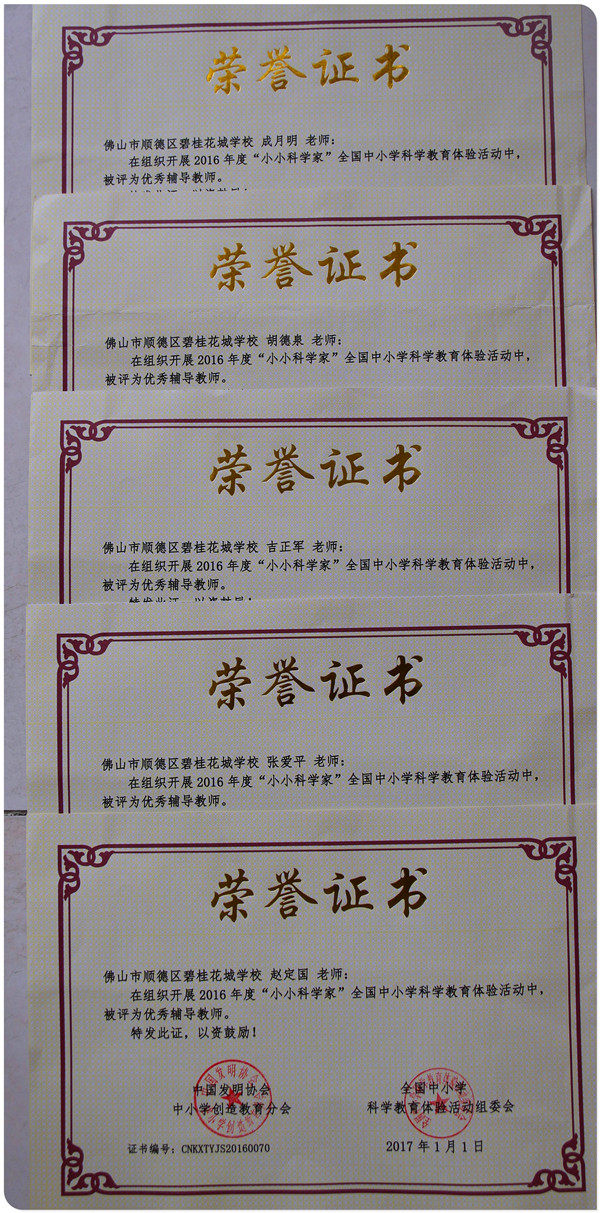 荣誉证书
佛山市顺德区碧桂花城学校 成月明 老师：
在组织开展2016年度“小小科学家”全国中小学科学教育体验活动中，
被评为优秀辅导教师。
荣誉证书
佛山市顺德区碧桂花城学校 胡德泉 老师：
在组织开展2016年度“小小科学家”全国中小学科学教育体验活动中，
被评为优秀辅导教师。
荣誉证书
佛山市顺德区碧桂花城学校 吉正军 老师：
在组织开展2016年度“小小科学家”全国中小学科学教育体验活动中，
被评为优秀辅导教师。
特发此证，以资鼓励！
荣誉证书
佛山市顺德区碧桂花城学校 张爱平 老师：
在组织开展2016年度“小小科学家”全国中小学科学教育体验活动中，
被评为优秀辅导教师。
荣誉证书
佛山市顺德区碧桂花城学校 赵定国 老师：
在组织开展2016年度“小小科学家”全国中小学科学教育体验活动中，
被评为优秀辅导教师。
特发此证，以资鼓励！
中国发明协会 全国中小学
中小学创造教育分会 科学教育体验活动组委会
证书编号：CNKXTYJS20160070 2017年1月1日